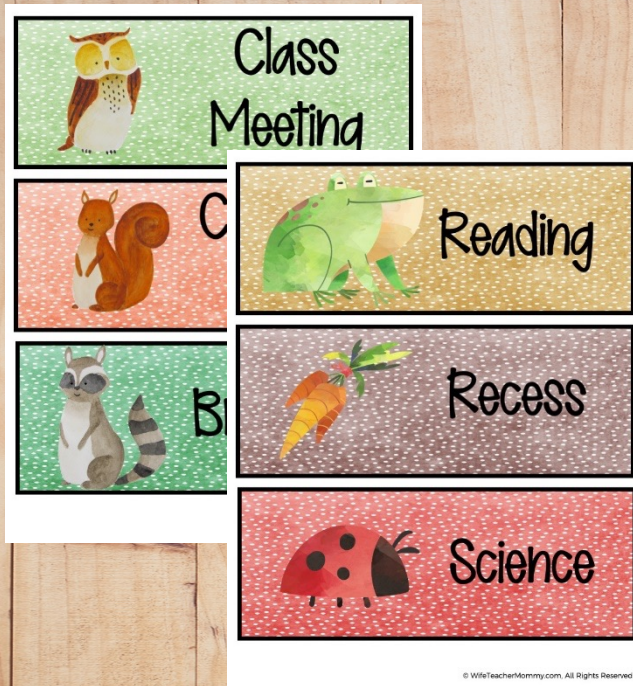 Class
Meeting
Reading
Recess
Science
© WifeTeacherMommy.com, All Rights Reserved